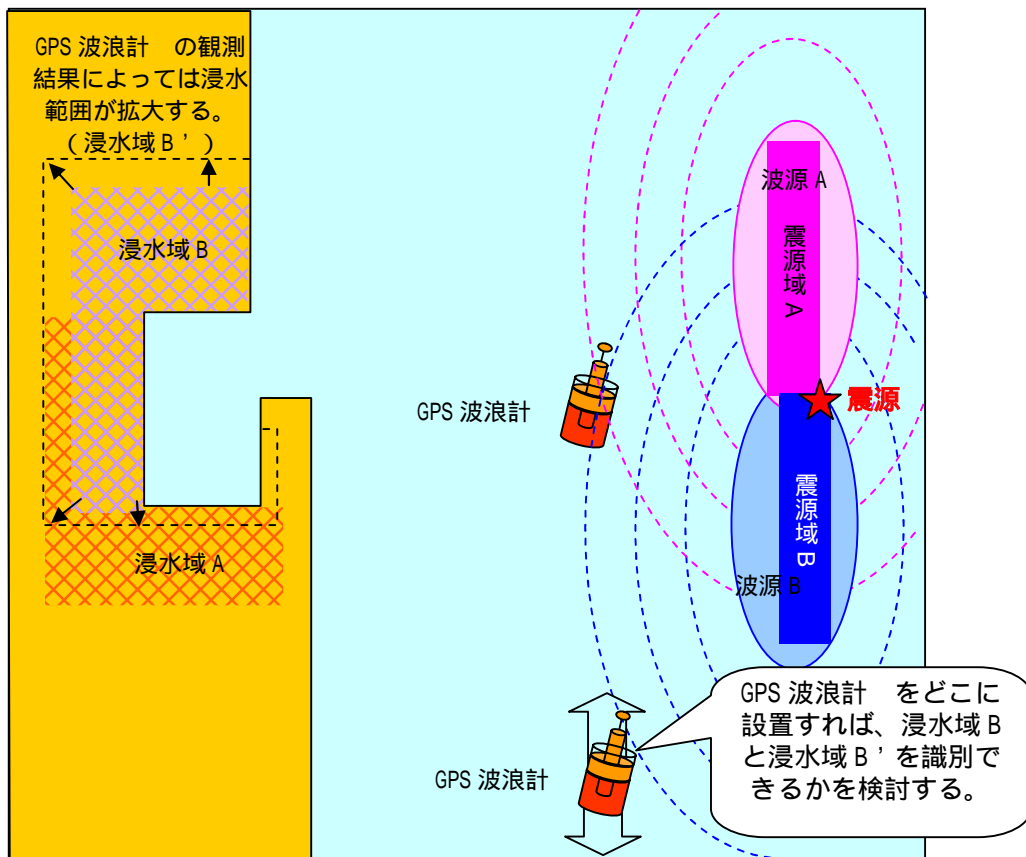 GPS 波浪計　の観測
結果によっては浸水
範囲が拡大する。
（浸水域 B ’）
浸水域 B
浸水域 A
GPS 波浪計
GPS 波浪計
波源 A
震源域 A
震源
震源域 B
波源 B
GPS 波浪計　をどこに
設置すれば、浸水域 B
と浸水域 B ’を識別で
きるかを検討する。